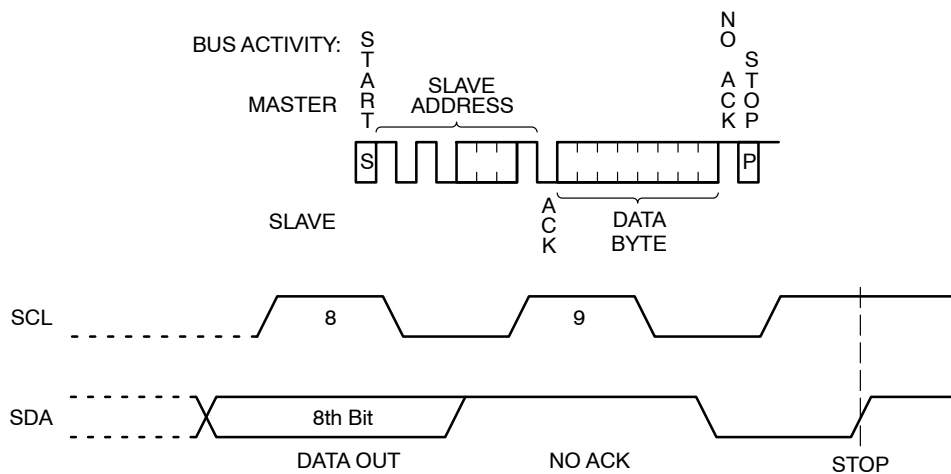 BUS ACTIVITY:
MASTER
START
SLAVE
ADDRESS
NO ACK
STOP
S
P
SLAVE
ACK
DATA
BYTE
SCL
8
9
SDA
8th Bit
DATA OUT
NO ACK
STOP